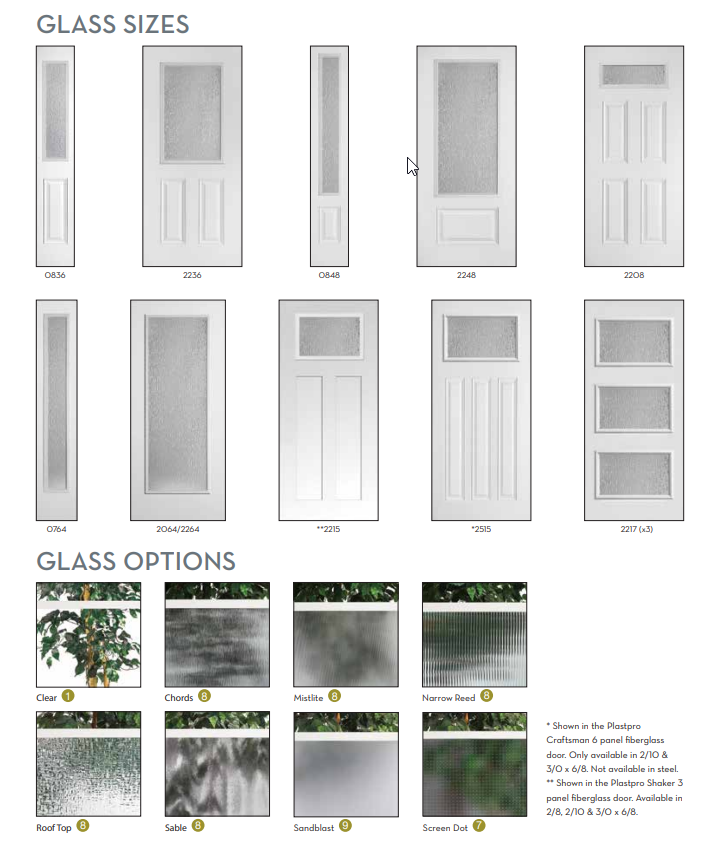 GLASS SIZES
0836
2236
0848
2248
2208
0764
2064/2264
**2215
*2515
2217 (x3)
GLASS OPTIONS
Clear 1
Chords 8
Mistlite 8
Narrow Reed 8
Roof Top 8
Sable 8
Sandblast 9
Screen Dot 7
* Shown in the Plastpro
Craftsman 6 panel fiberglass
door. Only available in 2/10 &
3/0 x 6/8. Not available in steel.
** Shown in the Plastpro Shaker 3
panel fiberglass door. Available in
2/8, 2/10 & 3/0 x 6/8.